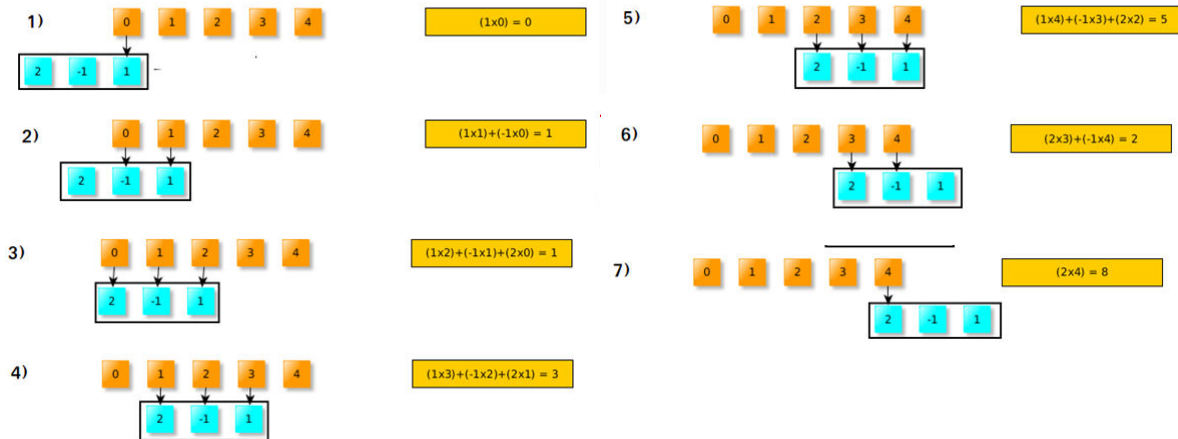 1)
0 1 2 3 4
(1x0) = 0
2 -1 1
2)
0 1 2 3 4
(1x1)+(-1x0) = 1
2 -1 1
3)
0 1 2 3 4
(1x2)+(-1x1)+(2x0) = 1
2 -1 1
4)
0 1 2 3 4
(1x3)+(-1x2)+(2x1) = 3
2 -1 1
5)
0 1 2 3 4
(1x4)+(-1x3)+(2x2) = 5
2 -1 1
6)
0 1 2 3 4
(2x3)+(-1x4) = 2
2 -1 1
7)
0 1 2 3 4
(2x4) = 8
2 -1 1